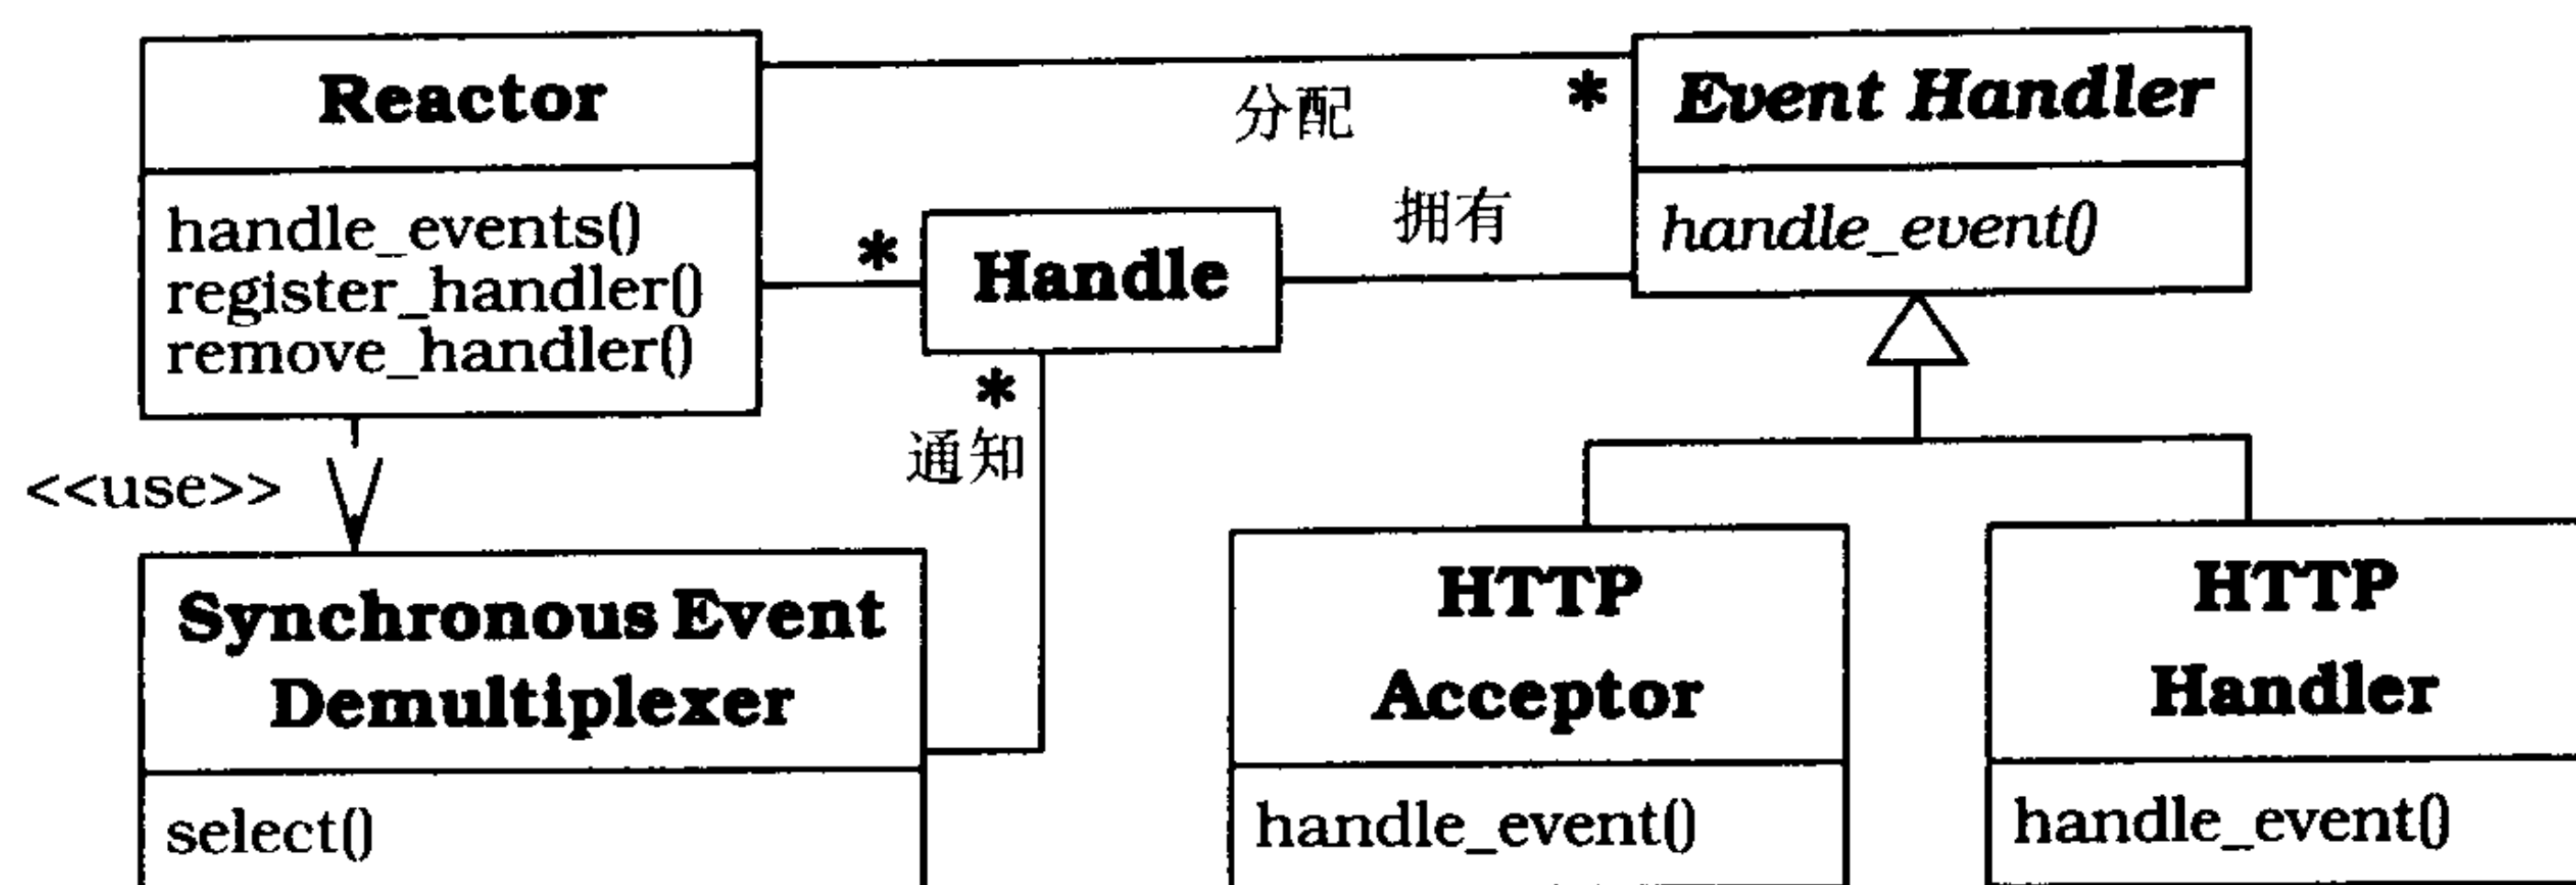 Reactor
handle_events()
register_handler()
remove_handler()
分配
*
Event Handler
handle_event()
*
Handle
拥有
*
通知
<<use>>
Synchronous Event
Demultiplexer
select()
HTTP
Acceptor
handle_event()
HTTP
Handler
handle_event()